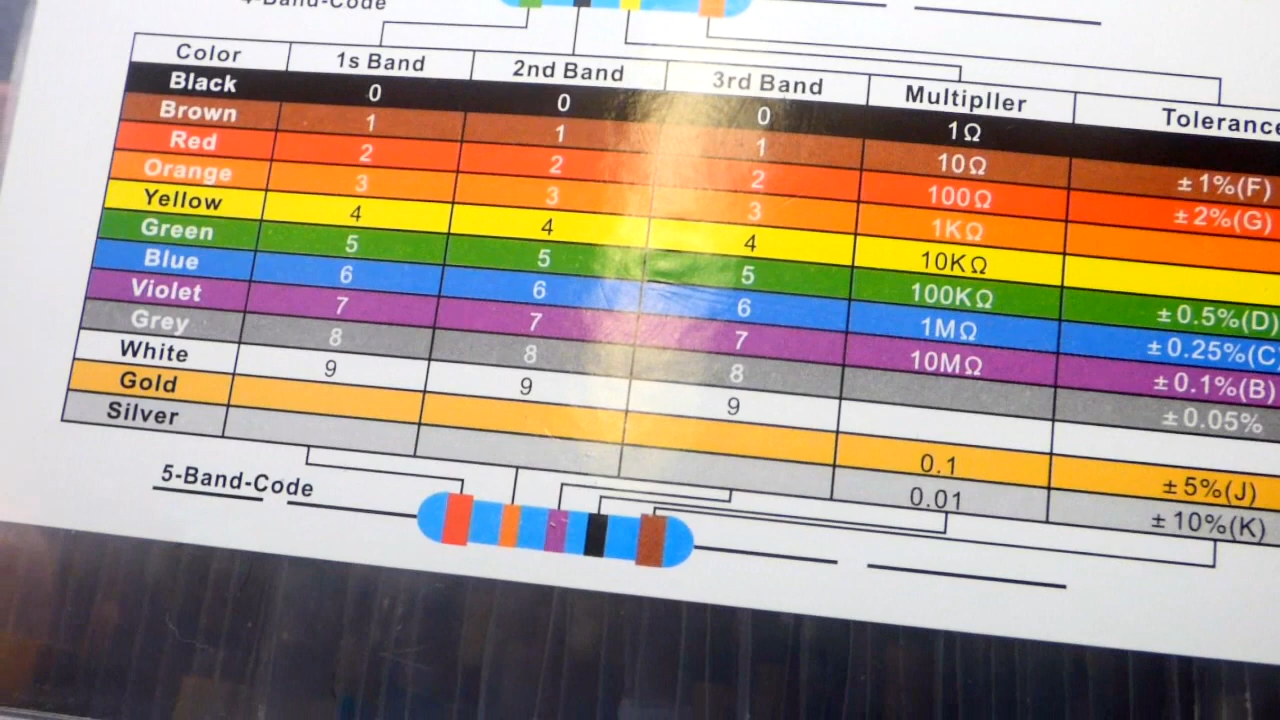 4-Band-Code
Color 1s Band 2nd Band 3rd Band Multipller Tolerance
Black 0 0 0 1Ω
Brown 1 1 1 10Ω ±1%(F)
Red 2 2 2 100Ω ±2%(G)
Orange 3 3 3 1KΩ
Yellow 4 4 4 10KΩ
Green 5 5 5 100KΩ ±0.5%(D)
Blue 6 6 6 1MΩ ±0.25%(C
Violet 7 7 7 10MΩ ±0.1%(B)
Grey 8 8 8 ±0.05%
White 9 9 9
Gold 0.1 ±5%(J)
Silver 0.01 ±10%(K)
5-Band-Code